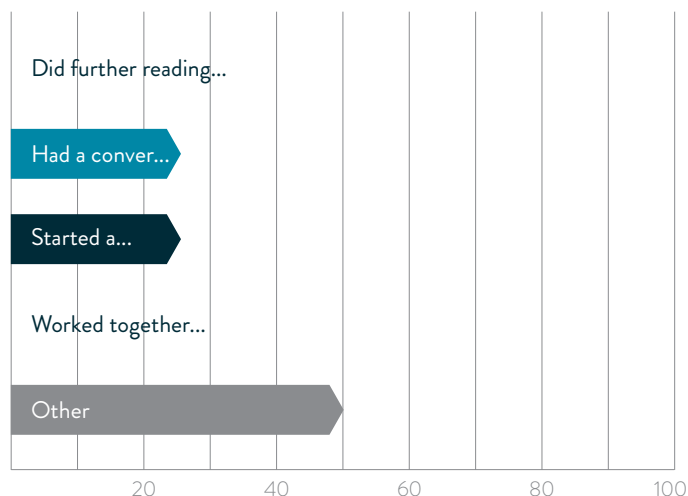 Did further reading...
Had a conver...
Started a...
Worked together...
Other
20 40 60 80 100